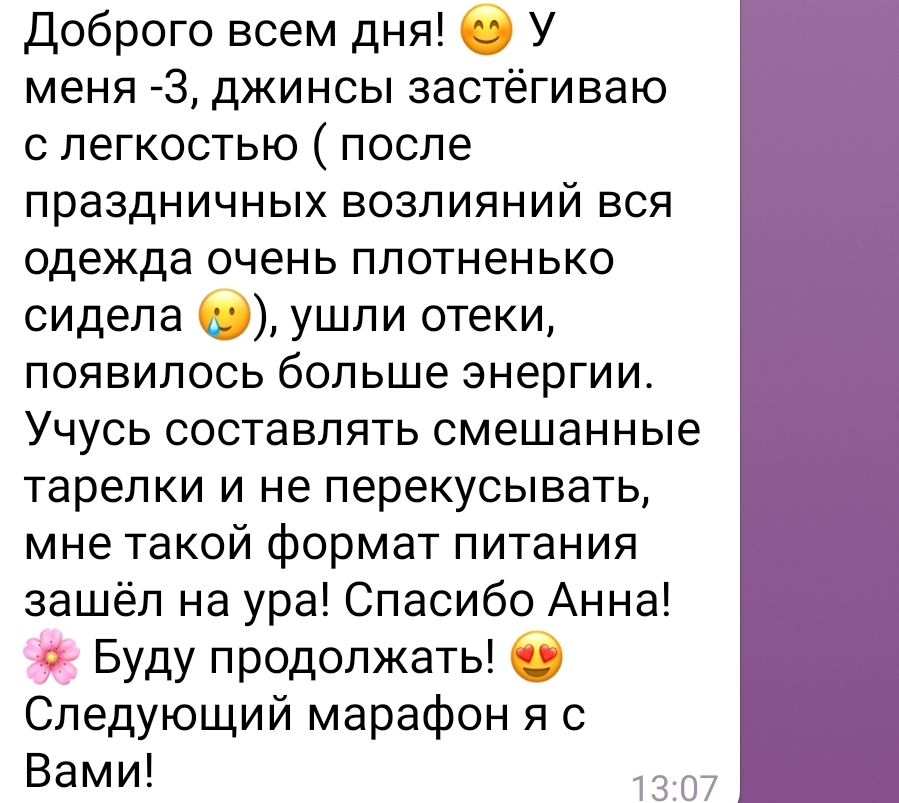 Доброго всем дня! 😊 У
меня -3, джинсы застёгиваю
с легкостью ( после
праздничных возлияний вся
одежда очень плотненько
сидела 🥲), ушли отеки,
появилось больше энергии.
Учусь составлять смешанные
тарелки и не перекусывать,
мне такой формат питания
зашёл на ура! Спасибо Анна!
🌸 Буду продолжать! 😍
Следующий марафон я с
Вами!
13:07